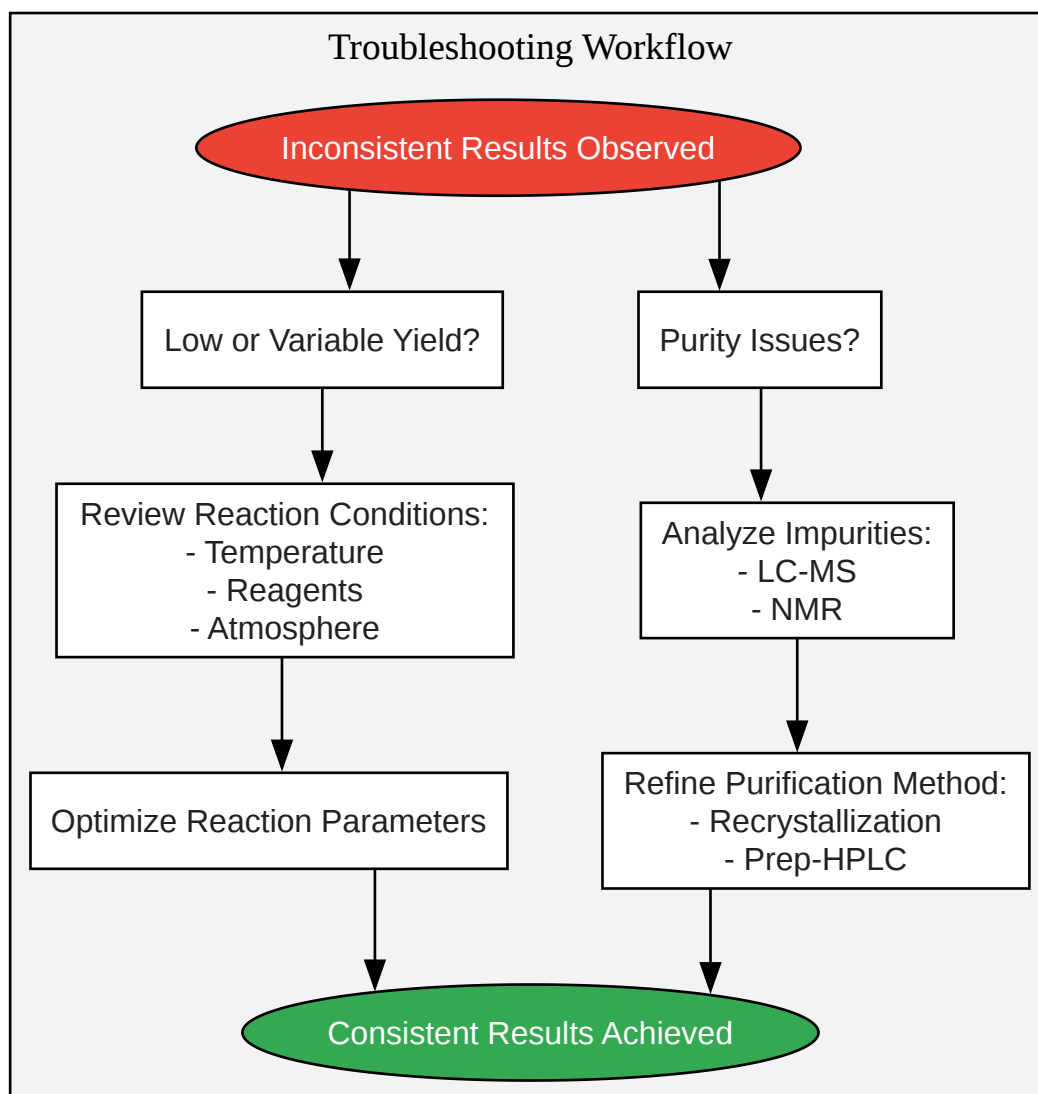 Troubleshooting Workflow
Inconsistent Results Observed
Low or Variable Yield?
Purity Issues?
Review Reaction Conditions:
- Temperature
- Reagents
- Atmosphere
Analyze Impurities:
- LC-MS
- NMR
Optimize Reaction Parameters
Refine Purification Method:
- Recrystallization
- Prep-HPLC
Consistent Results Achieved